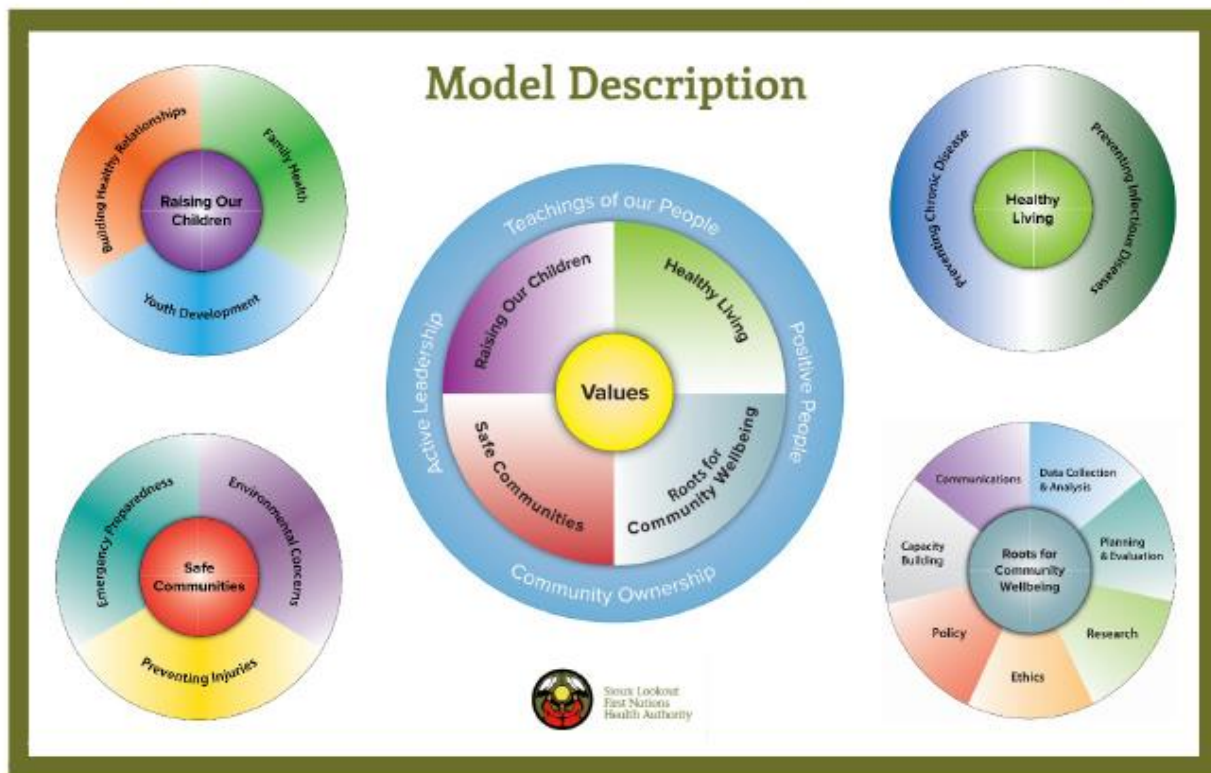 Model Description
Building Healthy Relationships
Family Health
Youth Development
Raising Our
Children
Teachings of our People
Positive People
Community Ownership
Active Leadership
Raising Our Children
Healthy Living
Roots for
Community Wellbeing
Safe Communities
Values
Preventing Chronic Disease
Preventing Infectious Diseases
Healthy
Living
Emergency Preparedness
Environmental Concerns
Preventing Injuries
Safe
Communities
Communications
Data Collection
& Analysis
Planning
& Evaluation
Research
Ethics
Policy
Capacity
Building
Roots for
Community
Wellbeing
Sioux Lookout
First Nations
Health Authority